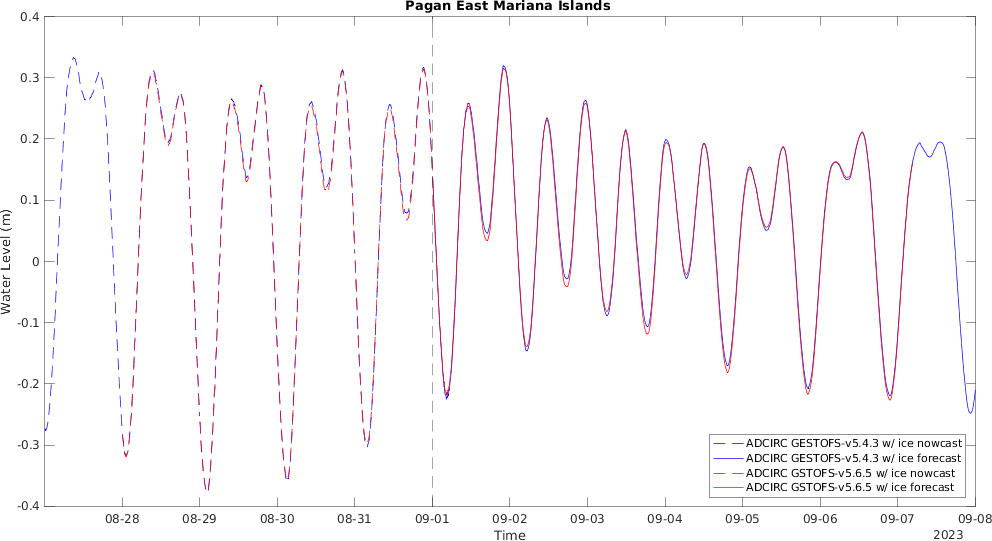 Pagan East Mariana Islands
Water Level (m)
0.4
0.3
0.2
0.1
0
-0.1
-0.2
-0.3
-0.4
ADCIRC GESTOFS-v5.4.3 w/ ice nowcast
ADCIRC GESTOFS-v5.4.3 w/ ice forecast
ADCIRC GSTOFS-v5.6.5 w/ ice nowcast
ADCIRC GSTOFS-v5.6.5 w/ ice forecast
08-28 08-29 08-30 08-31 09-01 09-02 09-03 09-04 09-05 09-06 09-07 09-08
Time
2023